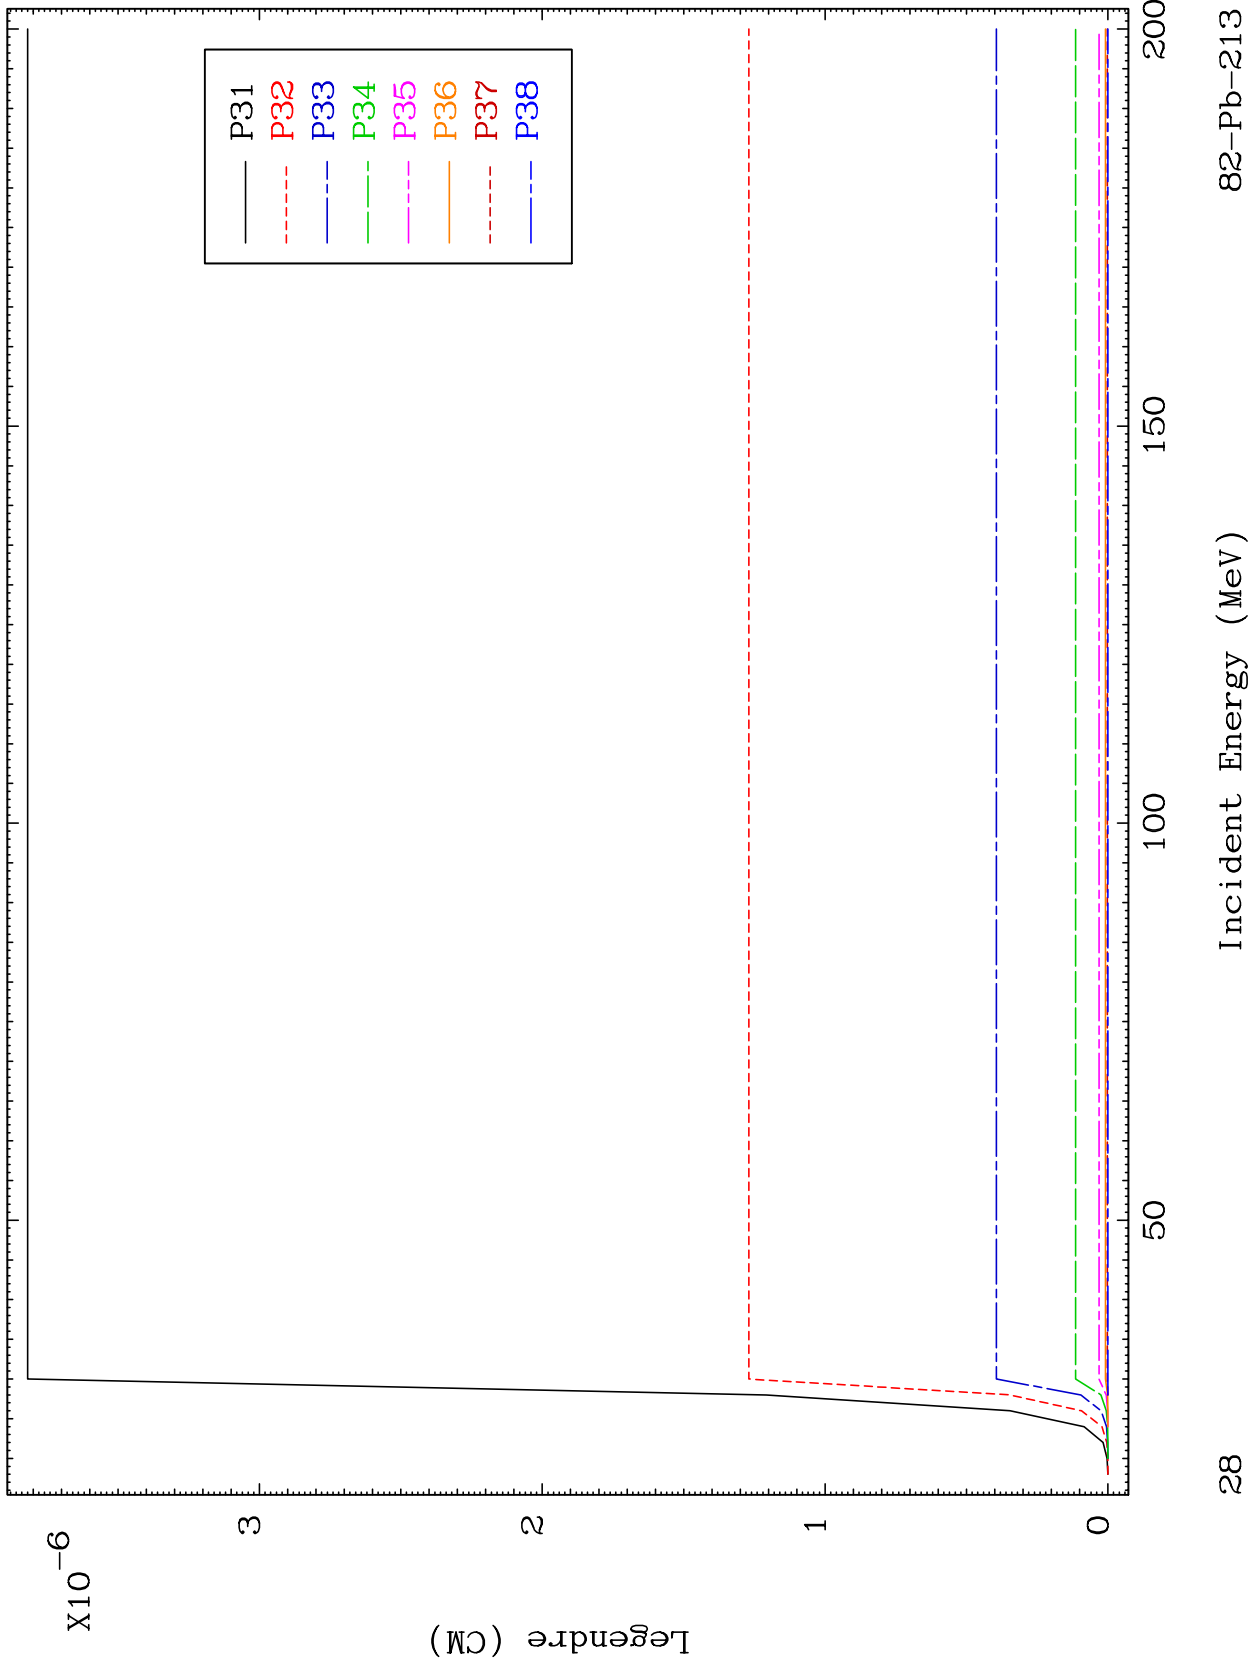 X10-6
3
2
1
0
Legendre (CM)
P31
P32
P33
P34
P35
P36
P37
P38
50
100
150
200
Incident Energy (MeV)
28
82-Pb-213